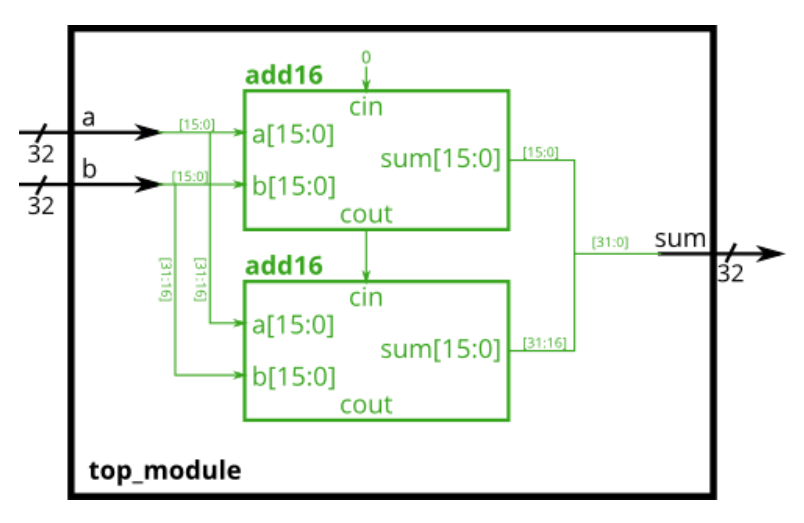 0
add16
cin
a
[15:0]
a[15:0]
32
sum[15:0]
[15:0]
b
[15:0]
b[15:0]
32
cout
[31:0]
sum
32
[31:16]
[31:16]
add16
cin
a[15:0]
sum[15:0]
[31:16]
b[15:0]
cout
top_module